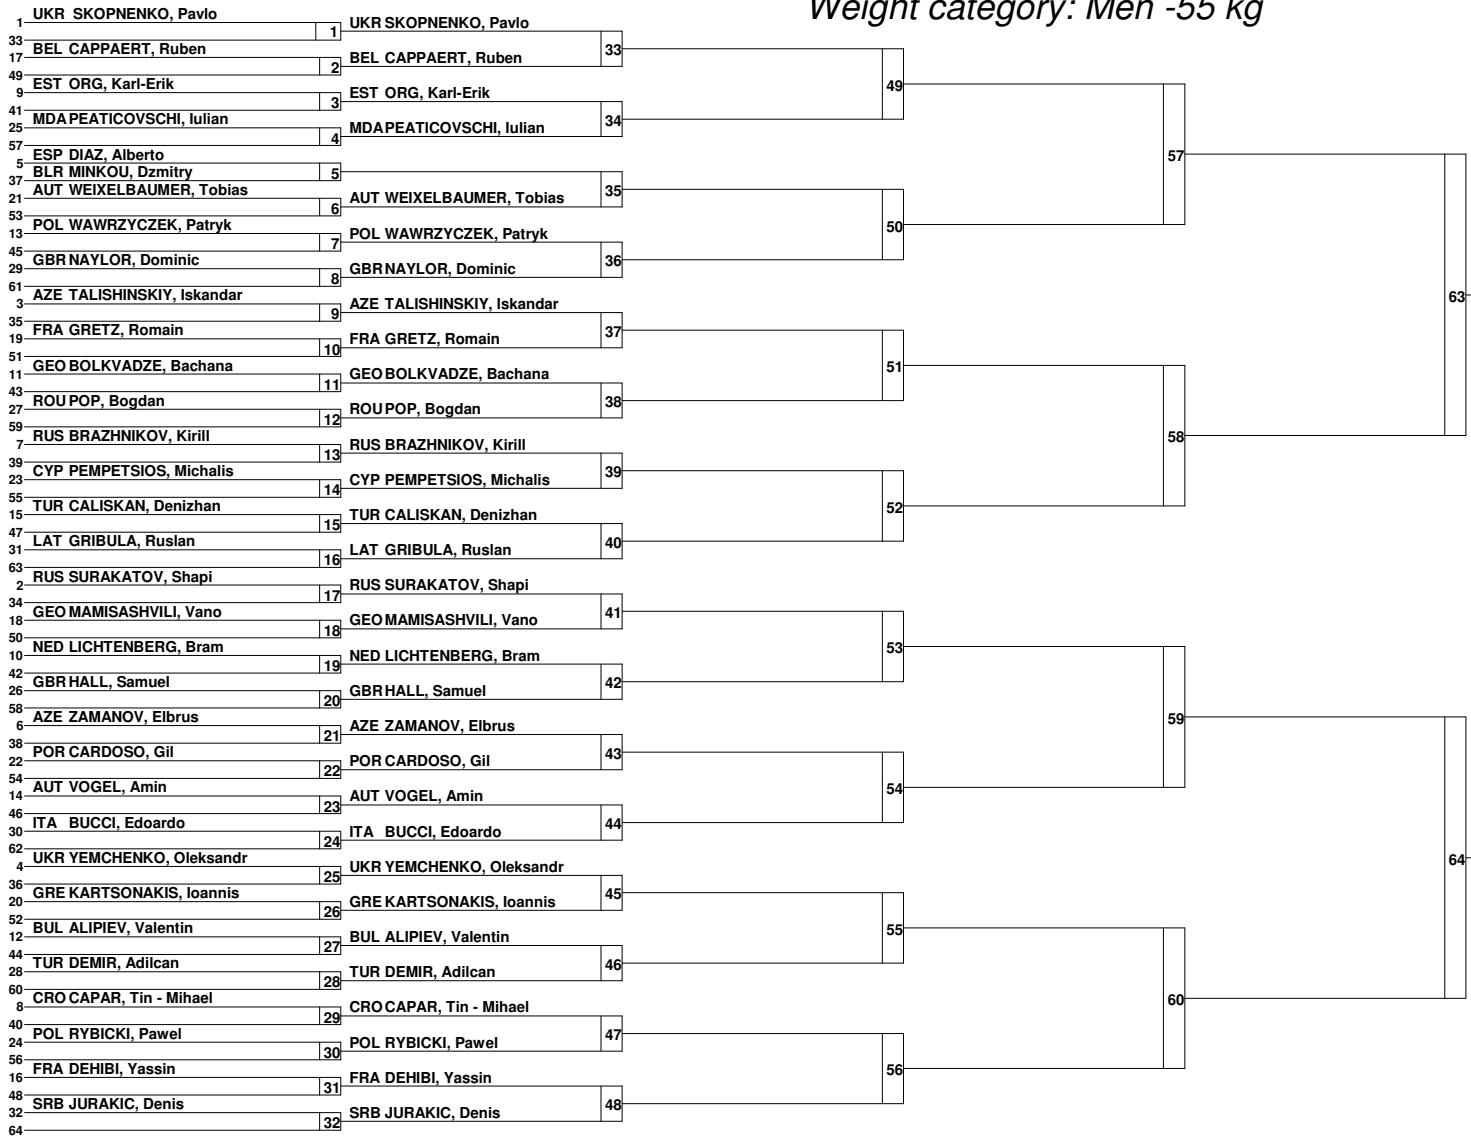 Weight category: Men -55 kg
1 UKR SKOPNENKO, Pavlo
33
1 UKR SKOPNENKO, Pavlo
17 BEL CAPPAERT, Ruben
49
2 BEL CAPPAERT, Ruben
33
9 EST ORG, Karl-Erik
41
3 EST ORG, Karl-Erik
25 MDA PEATICOVSCHI, Iulian
57
4 MDA PEATICOVSCHI, Iulian
34
49
5 ESP DIAZ, Alberto
37 BLR MINKOU, Dzmitry
5
21 AUT WEIXELBAUMER, Tobias
53
6 AUT WEIXELBAUMER, Tobias
35
13 POL WAWRZYCZEK, Patryk
45
7 POL WAWRZYCZEK, Patryk
29 GBR NAYLOR, Dominic
61
8 GBR NAYLOR, Dominic
36
50
57
3 AZE TALISHINSKIY, Iskandar
35
9 AZE TALISHINSKIY, Iskandar
19 FRA GRETZ, Romain
51
10 FRA GRETZ, Romain
37
11 GEO BOLKVADZE, Bachana
43
11 GEO BOLKVADZE, Bachana
27 ROU POP, Bogdan
59
12 ROU POP, Bogdan
38
51
7 RUS BRAZHNIKOV, Kirill
39
13 RUS BRAZHNIKOV, Kirill
23 CYP PEMPETSIOS, Michalis
55
14 CYP PEMPETSIOS, Michalis
39
15 TUR CALISKAN, Denizhan
47
15 TUR CALISKAN, Denizhan
31 LAT GRIBULA, Ruslan
63
16 LAT GRIBULA, Ruslan
40
52
58
63
2 RUS SURAKATOV, Shapi
34
17 RUS SURAKATOV, Shapi
18 GEO MAMISASHVILI, Vano
50
18 GEO MAMISASHVILI, Vano
41
10 NED LICHTENBERG, Bram
42
19 NED LICHTENBERG, Bram
26 GBR HALL, Samuel
58
20 GBR HALL, Samuel
42
53
6 AZE ZAMANOV, Elbrus
38
21 AZE ZAMANOV, Elbrus
22 POR CARDOSO, Gil
54
22 POR CARDOSO, Gil
43
14 AUT VOGEL, Amin
46
23 AUT VOGEL, Amin
30 ITA BUCCI, Edoardo
62
24 ITA BUCCI, Edoardo
44
54
59
4 UKR YEMCHENKO, Oleksandr
36
25 UKR YEMCHENKO, Oleksandr
20 GRE KARTSONAKIS, Ioannis
52
26 GRE KARTSONAKIS, Ioannis
45
12 BUL ALIPIEV, Valentin
44
27 BUL ALIPIEV, Valentin
28 TUR DEMIR, Adilcan
60
28 TUR DEMIR, Adilcan
46
55
8 CRO CAPAR, Tin - Mihael
40
29 CRO CAPAR, Tin - Mihael
24 POL RYBICKI, Pawel
56
30 POL RYBICKI, Pawel
47
16 FRA DEHIBI, Yassin
48
31 FRA DEHIBI, Yassin
32 SRB JURAKIC, Denis
64
32 SRB JURAKIC, Denis
48
56
60
64